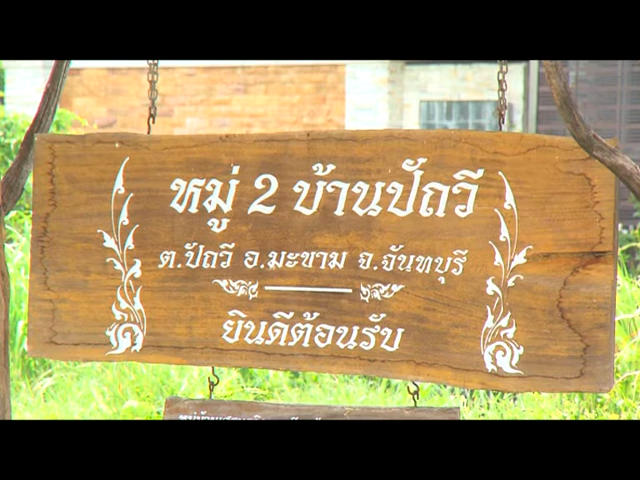 หมู่ 2 บ้านปัถวี
ต.ปัถวี อ.มะขาม จ.จันทบุรี
ยินดีต้อนรับ